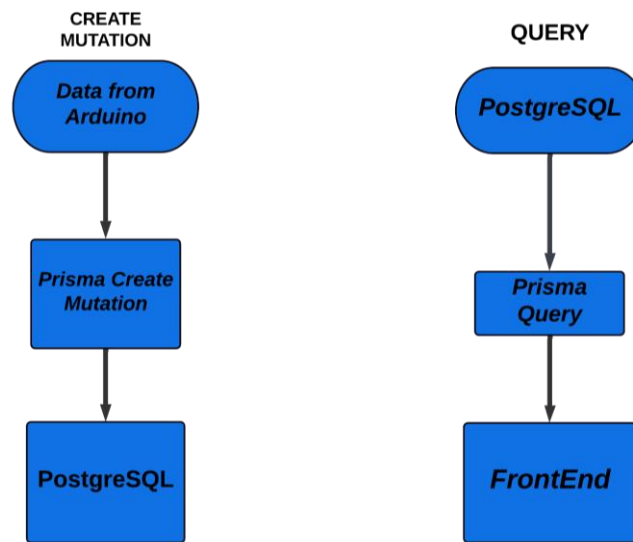 CREATE
MUTATION
Data from
Arduino
Prisma Create
Mutation
PostgreSQL
QUERY
PostgreSQL
Prisma
Query
FrontEnd